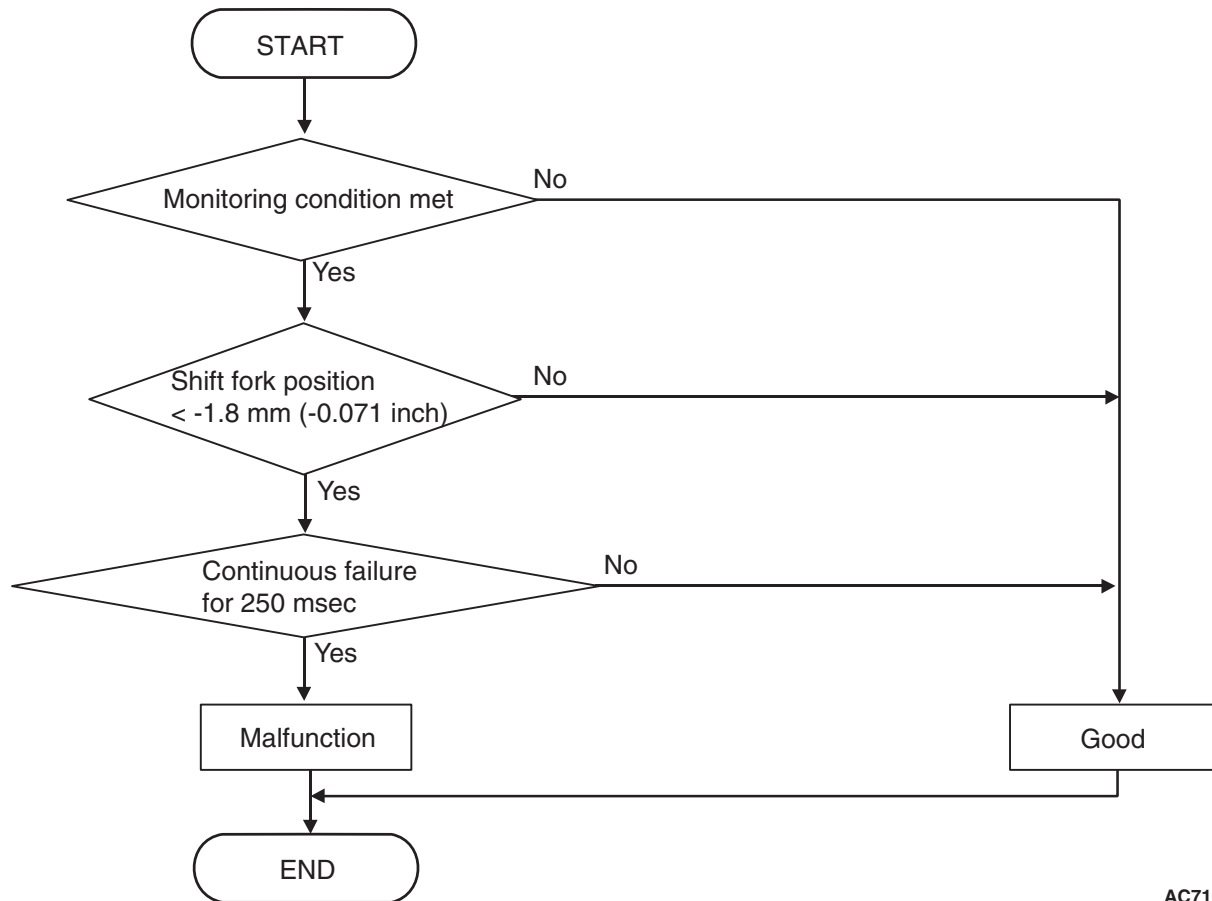 START
Monitoring condition met
No
Yes
Shift fork position
< -1.8 mm (-0.071 inch)
No
Yes
Continuous failure
for 250 msec
No
Yes
Malfunction
Good
END
AC71